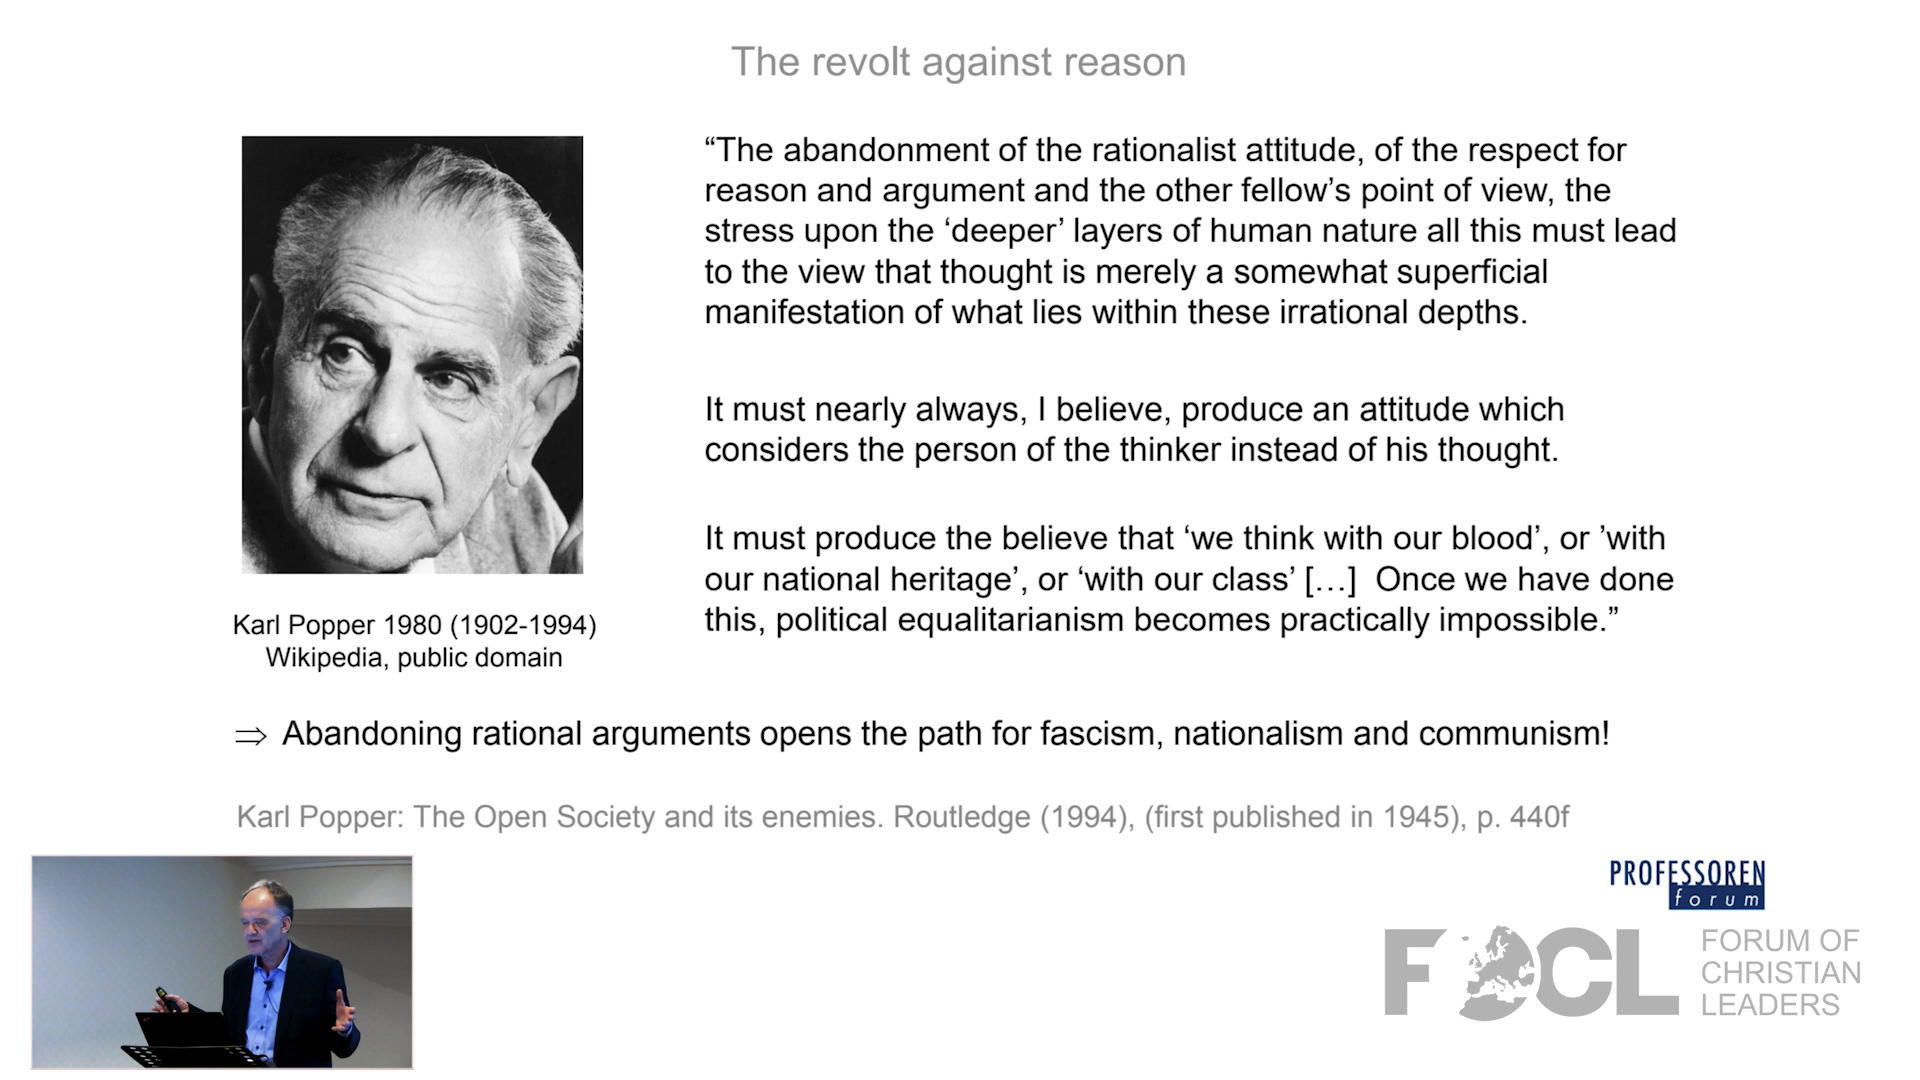 The revolt against reason
“The abandonment of the rationalist attitude, of the respect for
reason and argument and the other fellow’s point of view, the
stress upon the ‘deeper’ layers of human nature all this must lead
to the view that thought is merely a somewhat superficial
manifestation of what lies within these irrational depths.
It must nearly always, I believe, produce an attitude which
considers the person of the thinker instead of his thought.
It must produce the believe that ‘we think with our blood’, or ’with
our national heritage’, or ‘with our class’ […] Once we have done
this, political equalitarianism becomes practically impossible.”
Karl Popper 1980 (1902-1994)
Wikipedia, public domain
⇒ Abandoning rational arguments opens the path for fascism, nationalism and communism!
Karl Popper: The Open Society and its enemies. Routledge (1994), (first published in 1945), p. 440f
PROFESSOREN
forum
FOCL
FORUM OF
CHRISTIAN
LEADERS